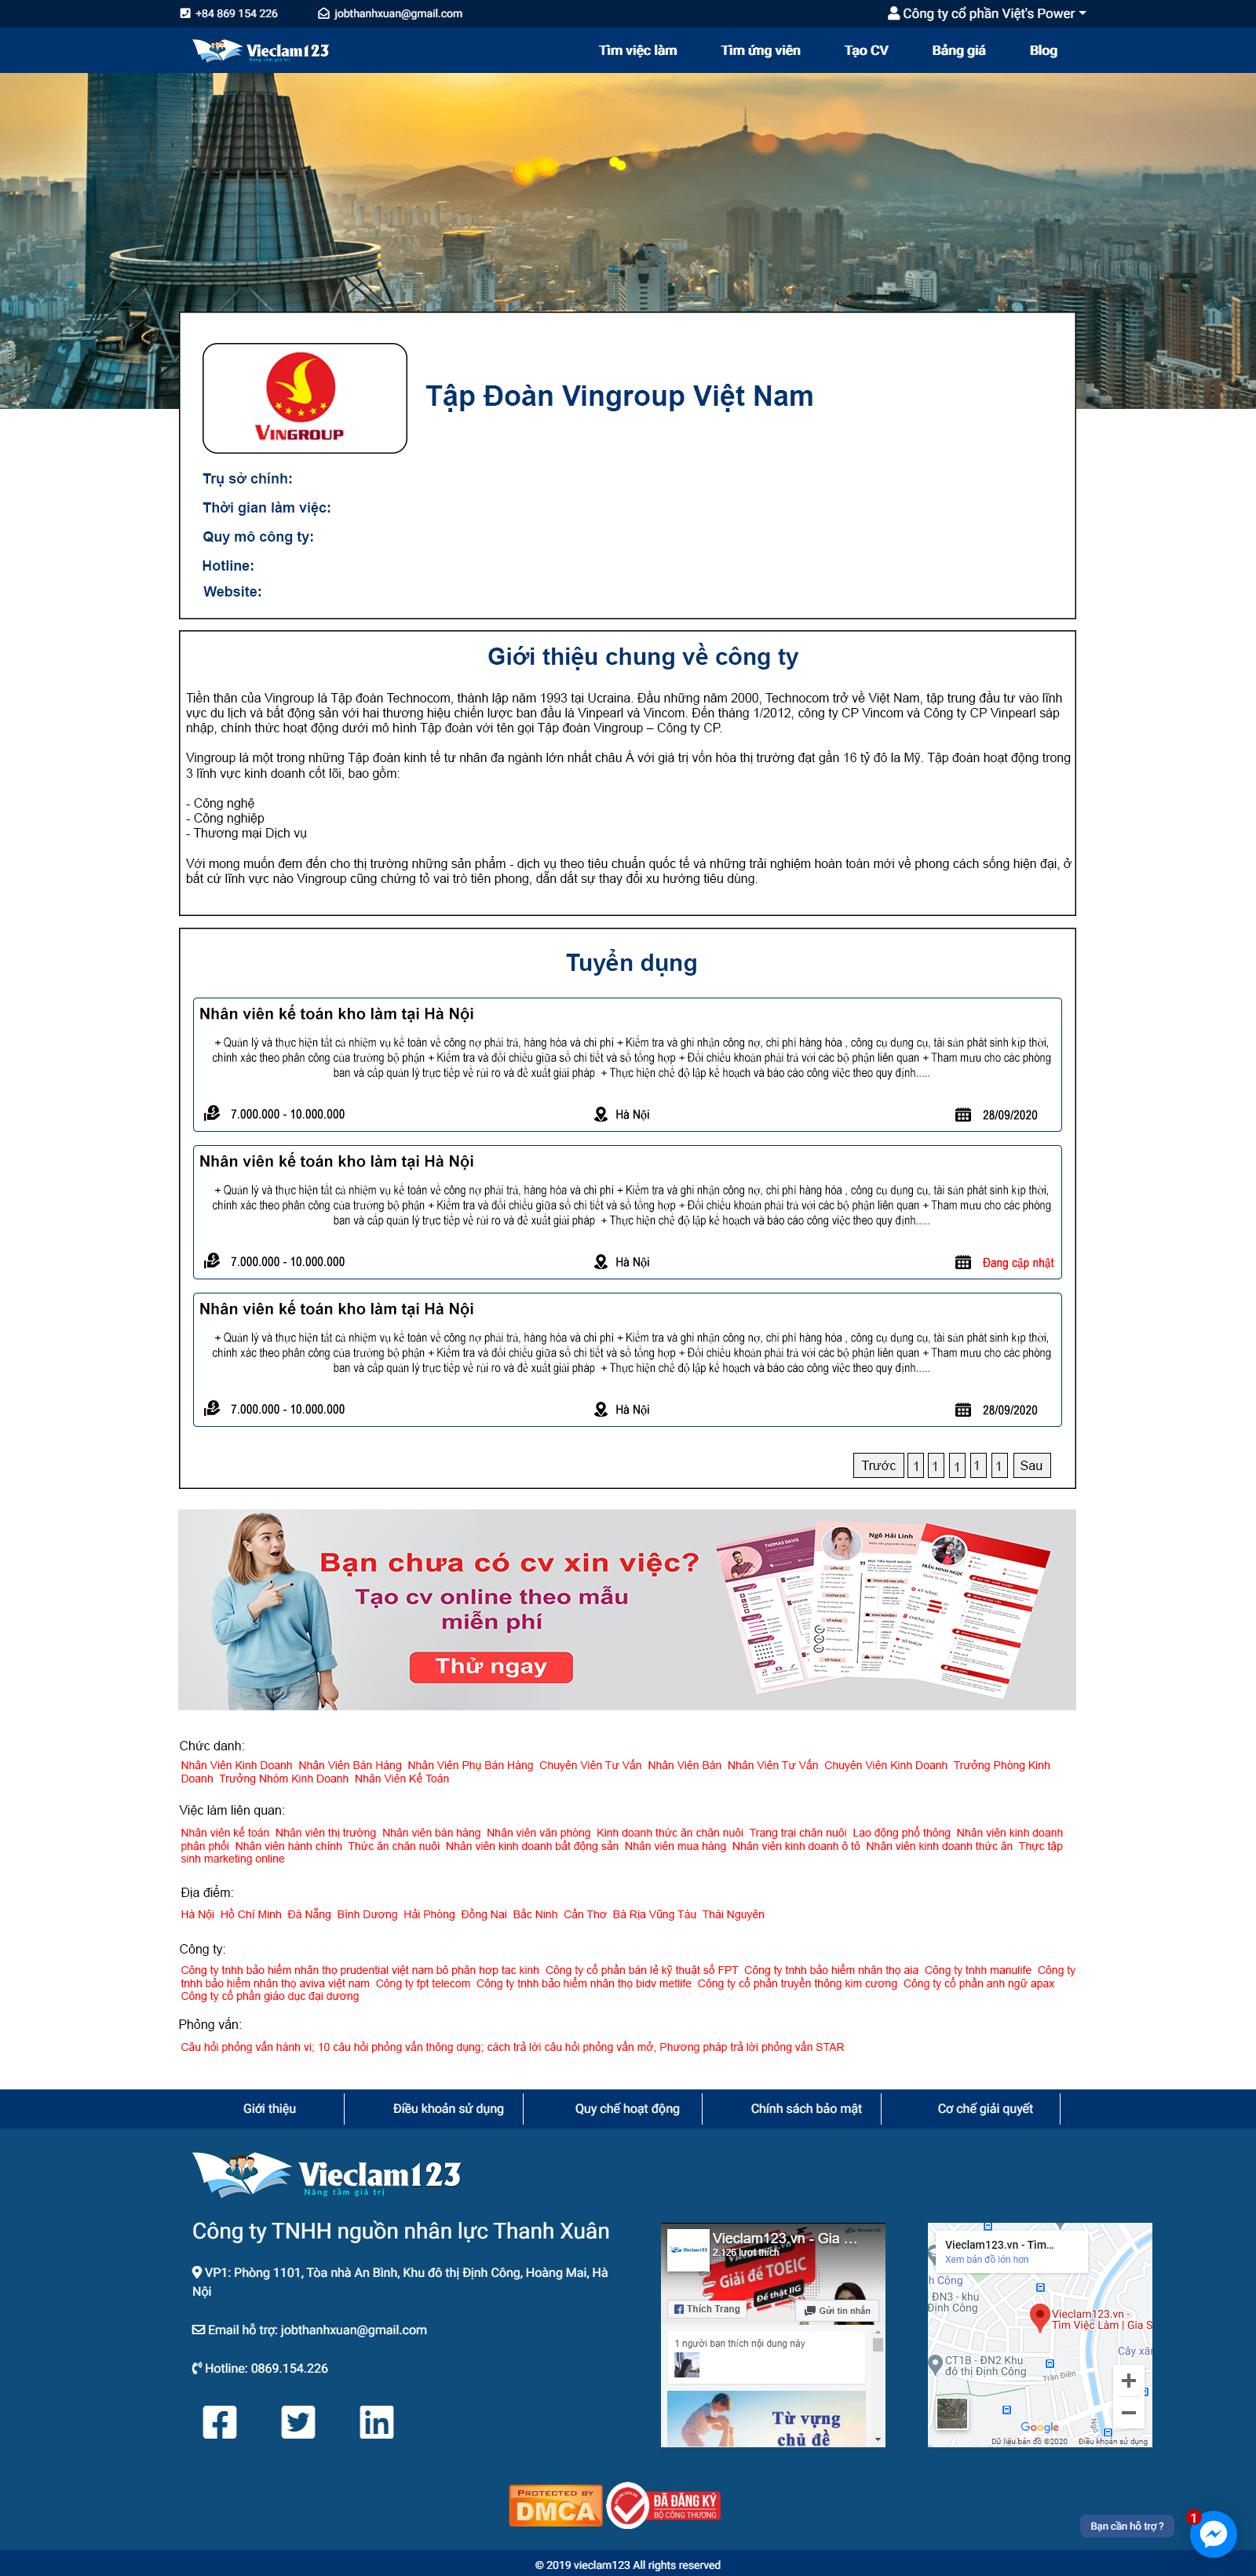 +84 869 154 226
jobthanhxuan@gmail.com
Công ty cổ phần Việt's Power
Vieclam123
Nâng tầm giá trị
Tìm việc làm
Tìm ứng viên
Tạo CV
Bảng giá
Blog
VINGROUP
Tập Đoàn Vingroup Việt Nam
Trụ sở chính:
Thời gian làm việc:
Quy mô công ty:
Hotline:
Website:
Giới thiệu chung về công ty
Tiền thân của Vingroup là Tập đoàn Technocom, thành lập năm 1993 tại Ucraina. Đầu những năm 2000, Technocom trở về Việt Nam, tập trung đầu tư vào lĩnh
vực du lịch và bất động sản với hai thương hiệu chiến lược ban đầu là Vinpearl và Vincom. Đến tháng 1/2012, công ty CP Vincom và Công ty CP Vinpearl sáp
nhập, chính thức hoạt động dưới mô hình Tập đoàn với tên gọi Tập đoàn Vingroup – Công ty CP.
Vingroup là một trong những Tập đoàn kinh tế tư nhân đa ngành lớn nhất châu Á với giá trị vốn hóa thị trường đạt gần 16 tỷ đô la Mỹ. Tập đoàn hoạt động trong
3 lĩnh vực kinh doanh cốt lõi, bao gồm:
- Công nghệ
- Công nghiệp
- Thương mại Dịch vụ
Với mong muốn đem đến cho thị trường những sản phẩm - dịch vụ theo tiêu chuẩn quốc tế và những trải nghiệm hoàn toàn mới về phong cách sống hiện đại, ở
bất cứ lĩnh vực nào Vingroup cũng chứng tỏ vai trò tiên phong, dẫn dắt sự thay đổi xu hướng tiêu dùng.
Tuyển dụng
Nhân viên kế toán kho làm tại Hà Nội
+ Quản lý và thực hiện tất cả nhiệm vụ kế toán về công nợ phải trả, hàng hóa và chi phí + Kiểm tra và ghi nhận công nợ, chi phí hàng hóa , công cụ dụng cụ, tài sản phát sinh kịp thời,
chính xác theo phân công của trưởng bộ phận + Kiểm tra và đối chiếu giữa số chi tiết và số tổng hợp + Đối chiếu khoản phải trả với các bộ phận liên quan + Tham mưu cho các phòng
ban và cấp quản lý trực tiếp về rủi ro và đề xuất giải pháp + Thực hiện chế độ lập kế hoạch và báo cáo công việc theo quy định.....
7.000.000 - 10.000.000
Hà Nội
28/09/2020
Nhân viên kế toán kho làm tại Hà Nội
+ Quản lý và thực hiện tất cả nhiệm vụ kế toán về công nợ phải trả, hàng hóa và chi phí + Kiểm tra và ghi nhận công nợ, chi phí hàng hóa , công cụ dụng cụ, tài sản phát sinh kịp thời,
chính xác theo phân công của trưởng bộ phận + Kiểm tra và đối chiếu giữa số chi tiết và số tổng hợp + Đối chiếu khoản phải trả với các bộ phận liên quan + Tham mưu cho các phòng
ban và cấp quản lý trực tiếp về rủi ro và đề xuất giải pháp + Thực hiện chế độ lập kế hoạch và báo cáo công việc theo quy định.....
7.000.000 - 10.000.000
Hà Nội
Đang cập nhật
Nhân viên kế toán kho làm tại Hà Nội
+ Quản lý và thực hiện tất cả nhiệm vụ kế toán về công nợ phải trả, hàng hóa và chi phí + Kiểm tra và ghi nhận công nợ, chi phí hàng hóa , công cụ dụng cụ, tài sản phát sinh kịp thời,
chính xác theo phân công của trưởng bộ phận + Kiểm tra và đối chiếu giữa số chi tiết và số tổng hợp + Đối chiếu khoản phải trả với các bộ phận liên quan + Tham mưu cho các phòng
ban và cấp quản lý trực tiếp về rủi ro và đề xuất giải pháp + Thực hiện chế độ lập kế hoạch và báo cáo công việc theo quy định.....
7.000.000 - 10.000.000
Hà Nội
28/09/2020
Trước 1 1 1 1 1 Sau
Bạn chưa có cv xin việc?
Tạo cv online theo mẫu
miễn phí
Thử ngay
THOMAS DAVIS
Ngô Hải Linh
TRẦN MINH NGỌC
Chức danh:
Nhân Viên Kinh Doanh Nhân Viên Bán Hàng Nhân Viên Phụ Bán Hàng Chuyên Viên Tư Vấn Nhân Viên Bán Nhân Viên Tư Vấn Chuyên Viên Kinh Doanh Trưởng Phòng Kinh
Doanh Trưởng Nhóm Kinh Doanh Nhân Viên Kế Toán
Việc làm liên quan:
Nhân viên kế toán Nhân viên thị trường Nhân viên bán hàng Nhân viên văn phòng Kinh doanh thức ăn chăn nuôi Trang trại chăn nuôi Lao động phổ thông Nhân viên kinh doanh
phân phối Nhân viên hành chính Thức ăn chăn nuôi Nhân viên kinh doanh bất động sản Nhân viên mua hàng Nhân viên kinh doanh ô tô Nhân viên kinh doanh thức ăn Thực tập
sinh marketing online
Địa điểm:
Hà Nội Hồ Chí Minh Đà Nẵng Bình Dương Hải Phòng Đồng Nai Bắc Ninh Cần Thơ Bà Rịa Vũng Tàu Thái Nguyên
Công ty:
Công ty tnhh bảo hiểm nhân thọ prudential việt nam bô phân hơp tac kinh Công ty cổ phần bán lẻ kỹ thuật số FPT Công ty tnhh bảo hiểm nhân thọ aia Công ty tnhh manulife Công ty
tnhh bảo hiểm nhân thọ aviva việt nam Công ty fpt telecom Công ty tnhh bảo hiểm nhân thọ bidv metlife Công ty cổ phần truyền thông kim cương Công ty cổ phần anh ngữ apax
Công ty cổ phần giáo dục đại dương
Phỏng vấn:
Câu hỏi phỏng vấn hành vi; 10 câu hỏi phỏng vấn thông dụng; cách trả lời câu hỏi phỏng vấn mở, Phương pháp trả lời phỏng vấn STAR
Giới thiệu
Điều khoản sử dụng
Quy chế hoạt động
Chính sách bảo mật
Cơ chế giải quyết
Vieclam123
Nâng tầm giá trị
Công ty TNHH nguồn nhân lực Thanh Xuân
VP1: Phòng 1101, Tòa nhà An Bình, Khu đô thị Định Công, Hoàng Mai, Hà
Nội
Email hỗ trợ: jobthanhxuan@gmail.com
Hotline: 0869.154.226
Vieclam123.vn - Gia ...
2.126 lượt thích
Giải đề TOEIC
Đề thật IIG
Thích Trang
Gửi tin nhắn
1 người bạn thích nội dung này
Từ vựng
chủ đề
Vieclam123.vn - Tim...
Xem bản đồ lớn hơn
h Công
ĐN3 - khu
Định Công
Vieclam123.vn -
Tìm Việc Làm | Gia S
Cây xăn
CT1B - ĐN2 Khu
đô thị Định Công
Trần Điền
Ngõ
Google
Dữ liệu bản đồ ©2020 Điều khoản sử dụng
PROTECTED BY
DMCA
ĐÃ ĐĂNG KÝ
BỘ CÔNG THƯƠNG
Bạn cần hỗ trợ ?
1
© 2019 vieclam123 All rights reserved